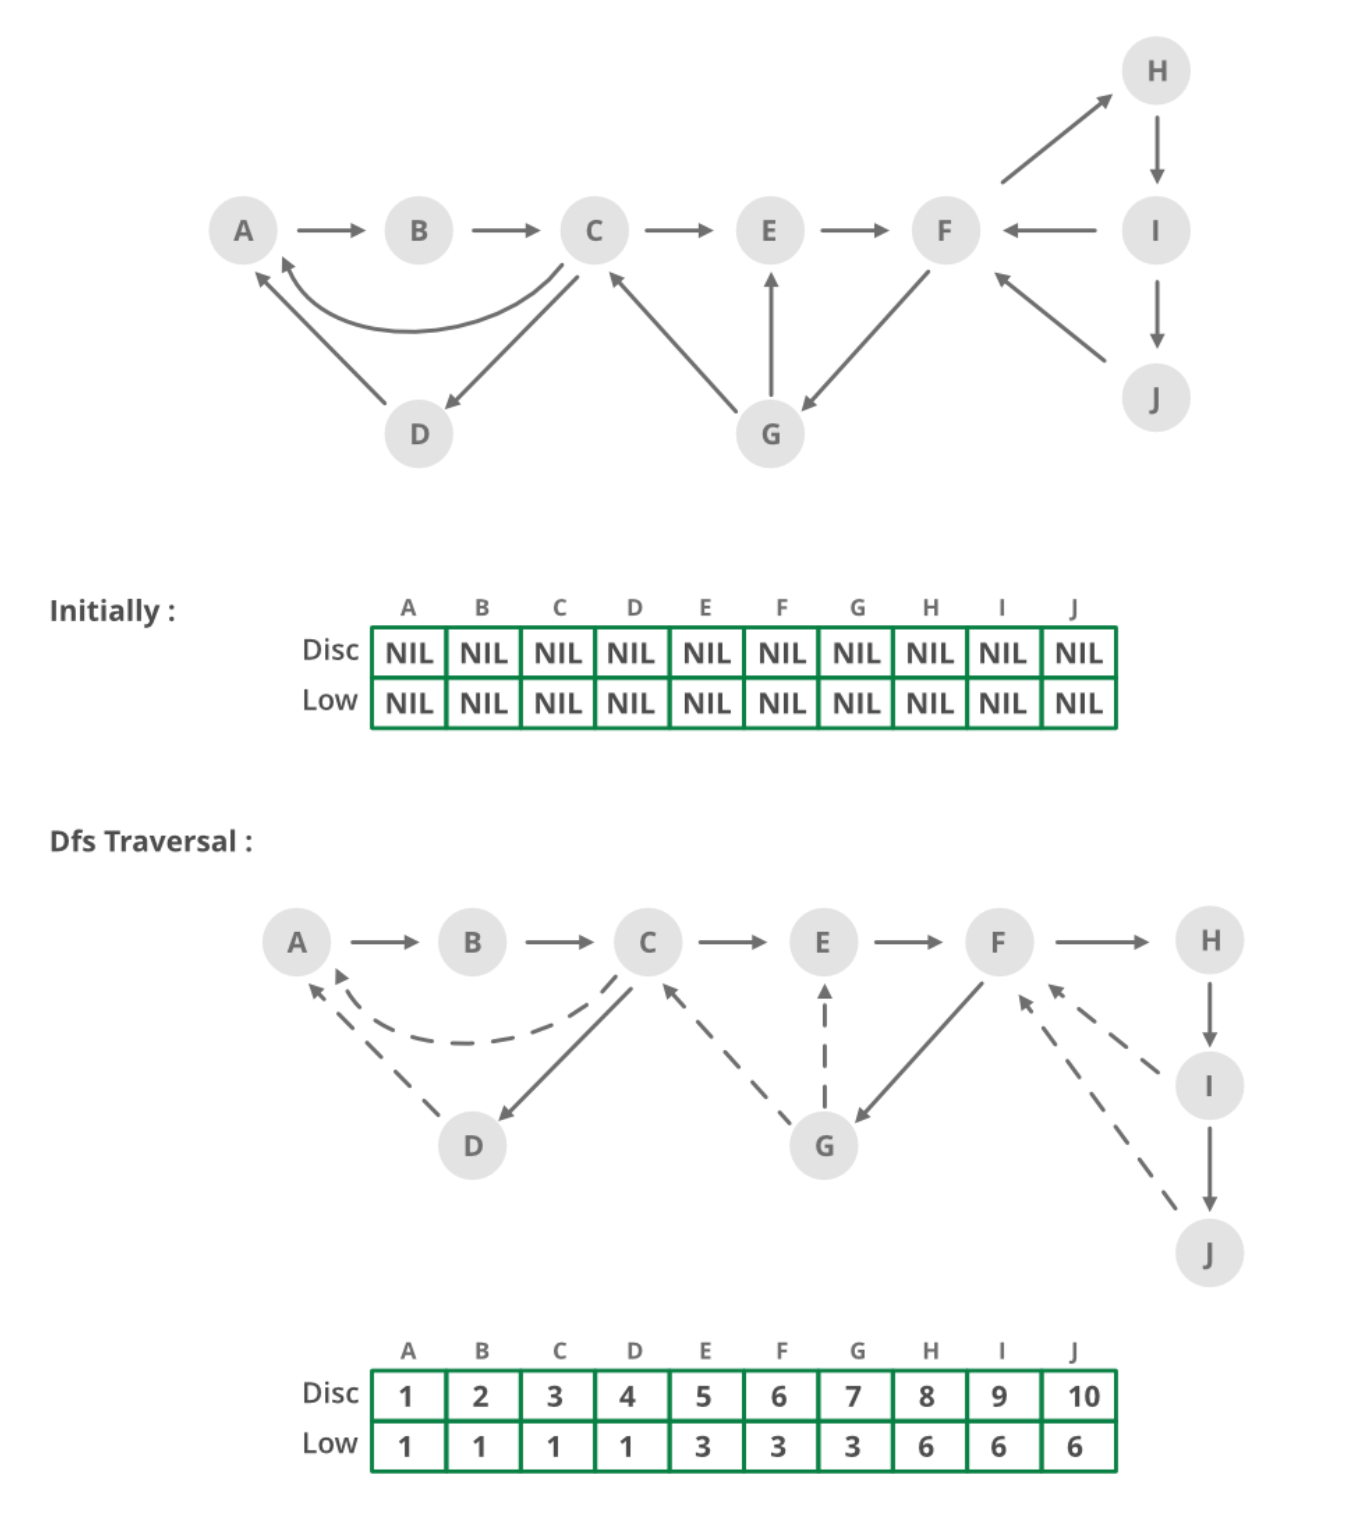 H
A B C E F I
J
D G
Initially :
A B C D E F G H I J
Disc NIL NIL NIL NIL NIL NIL NIL NIL NIL NIL
Low NIL NIL NIL NIL NIL NIL NIL NIL NIL NIL
Dfs Traversal :
A B C E F H
I
D G
J
A B C D E F G H I J
Disc 1 2 3 4 5 6 7 8 9 10
Low 1 1 1 1 3 3 3 6 6 6